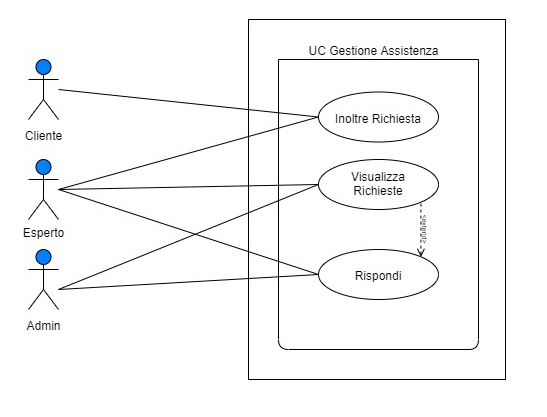 UC Gestione Assistenza
Cliente
Inoltre Richiesta
Visualizza
Richieste
Esperto
Rispondi
Admin